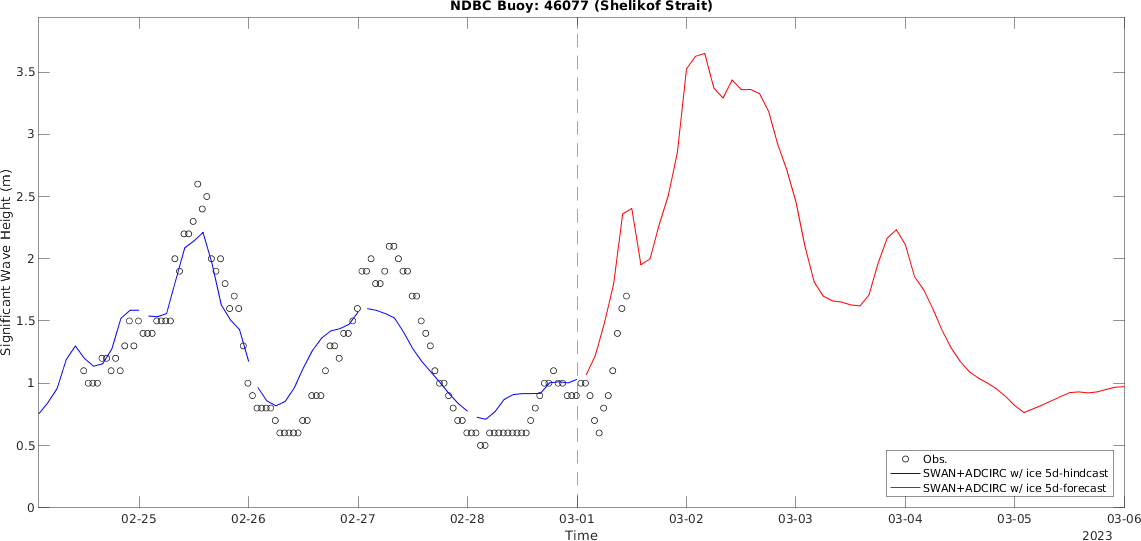 NDBC Buoy: 46077 (Shelikof Strait)
Significant Wave Height (m)
3.5
3
2.5
2
1.5
1
0.5
0
Obs.
SWAN+ADCIRC w/ ice 5d-hindcast
SWAN+ADCIRC w/ ice 5d-forecast
02-25 02-26 02-27 02-28 03-01 03-02 03-03 03-04 03-05 03-06
Time
2023